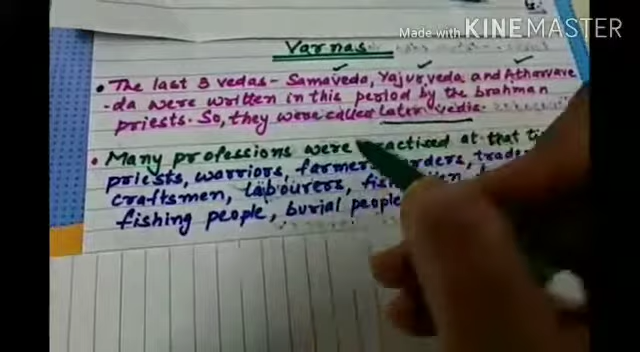 Made with KINEMASTER
Varnas
• The last 3 vedas - Samaveda, Yajurveda and Atharvave
-da were written in this period by the brahman
priests. So, they were called later vedic.
• Many professions were practised at that
priests, warriors, farmers, herders,
craftsmen, labourers,
fishing people, burial people